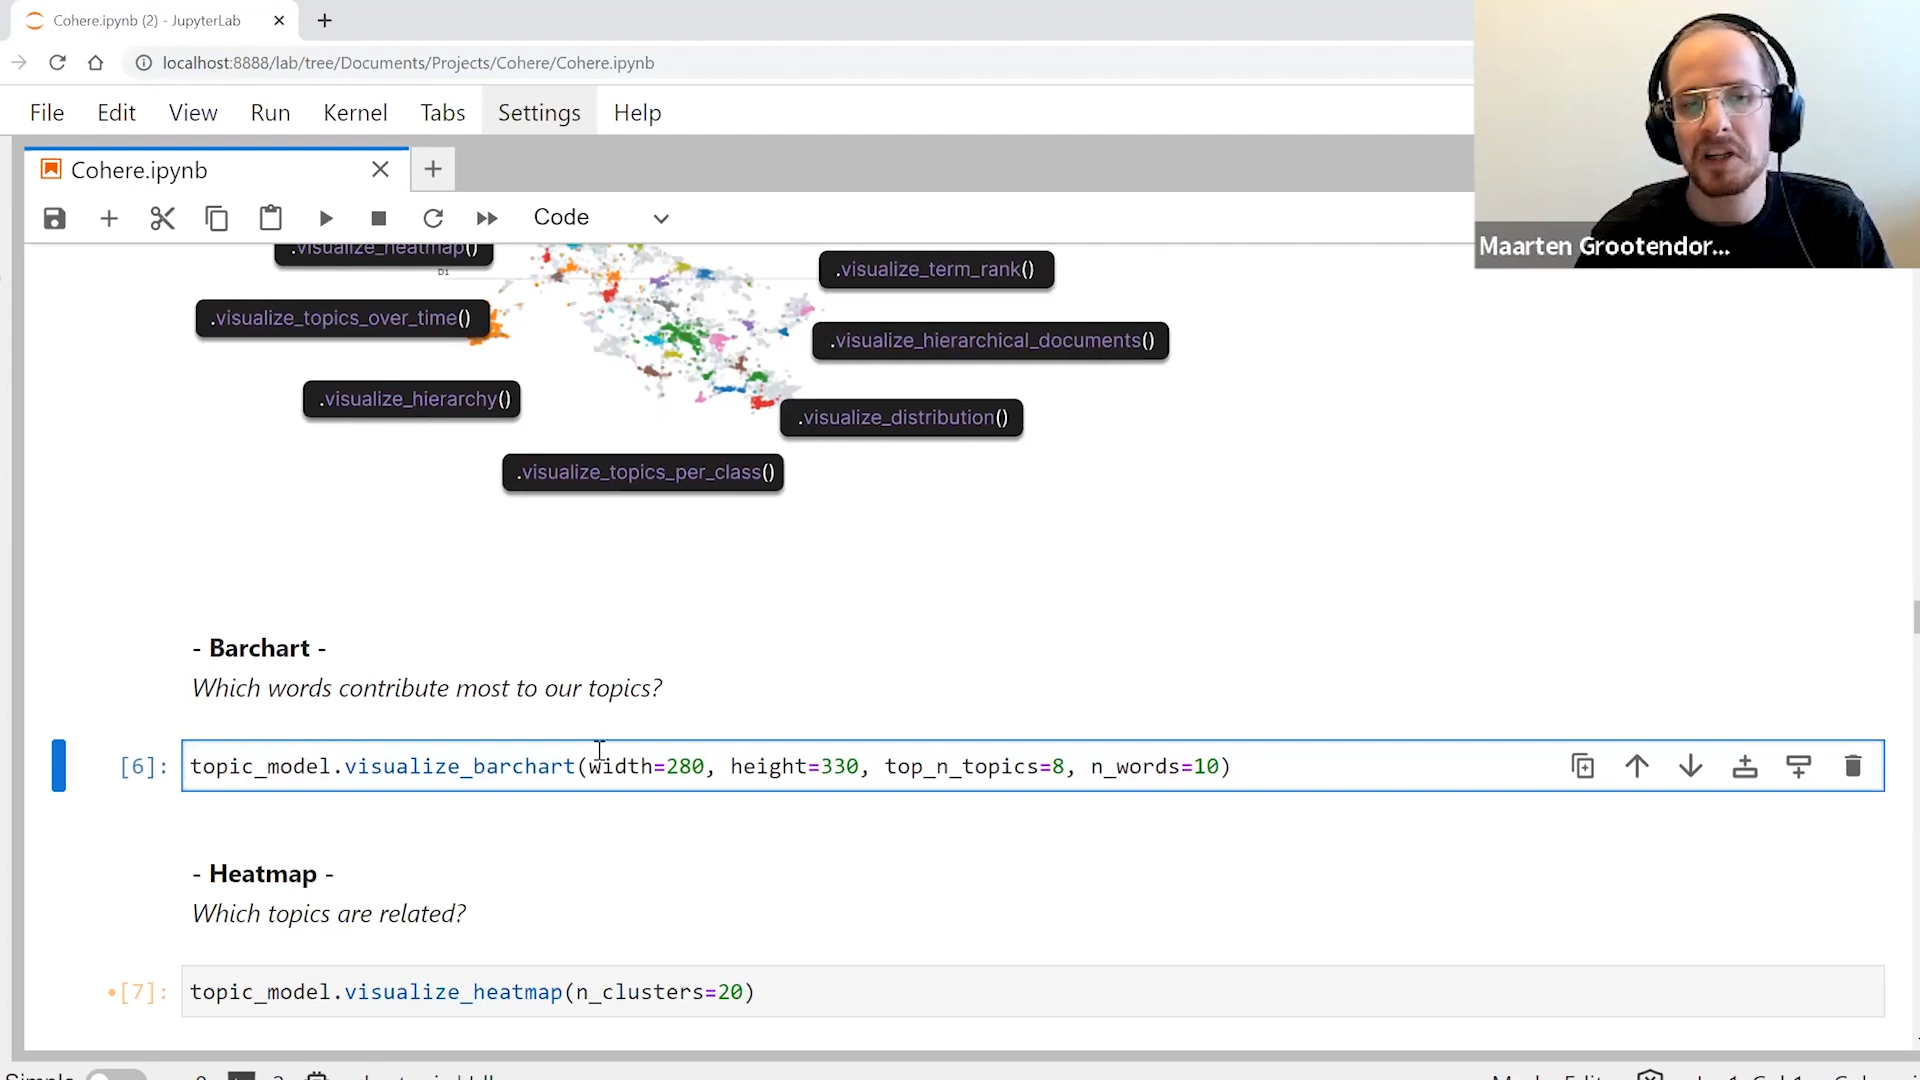 Cohere.ipynb (2) - JupyterLab
localhost:8888/lab/tree/Documents/Projects/Cohere/Cohere.ipynb
File Edit View Run Kernel Tabs Settings Help
Cohere.ipynb
Code
Maarten Grootendor...
.visualize_heatmap()
D1
.visualize_term_rank()
.visualize_topics_over_time()
.visualize_hierarchical_documents()
.visualize_hierarchy()
.visualize_distribution()
.visualize_topics_per_class()
- Barchart -
Which words contribute most to our topics?
[6]: topic_model.visualize_barchart(width=280, height=330, top_n_topics=8, n_words=10)
- Heatmap -
Which topics are related?
[7]: topic_model.visualize_heatmap(n_clusters=20)
Simple